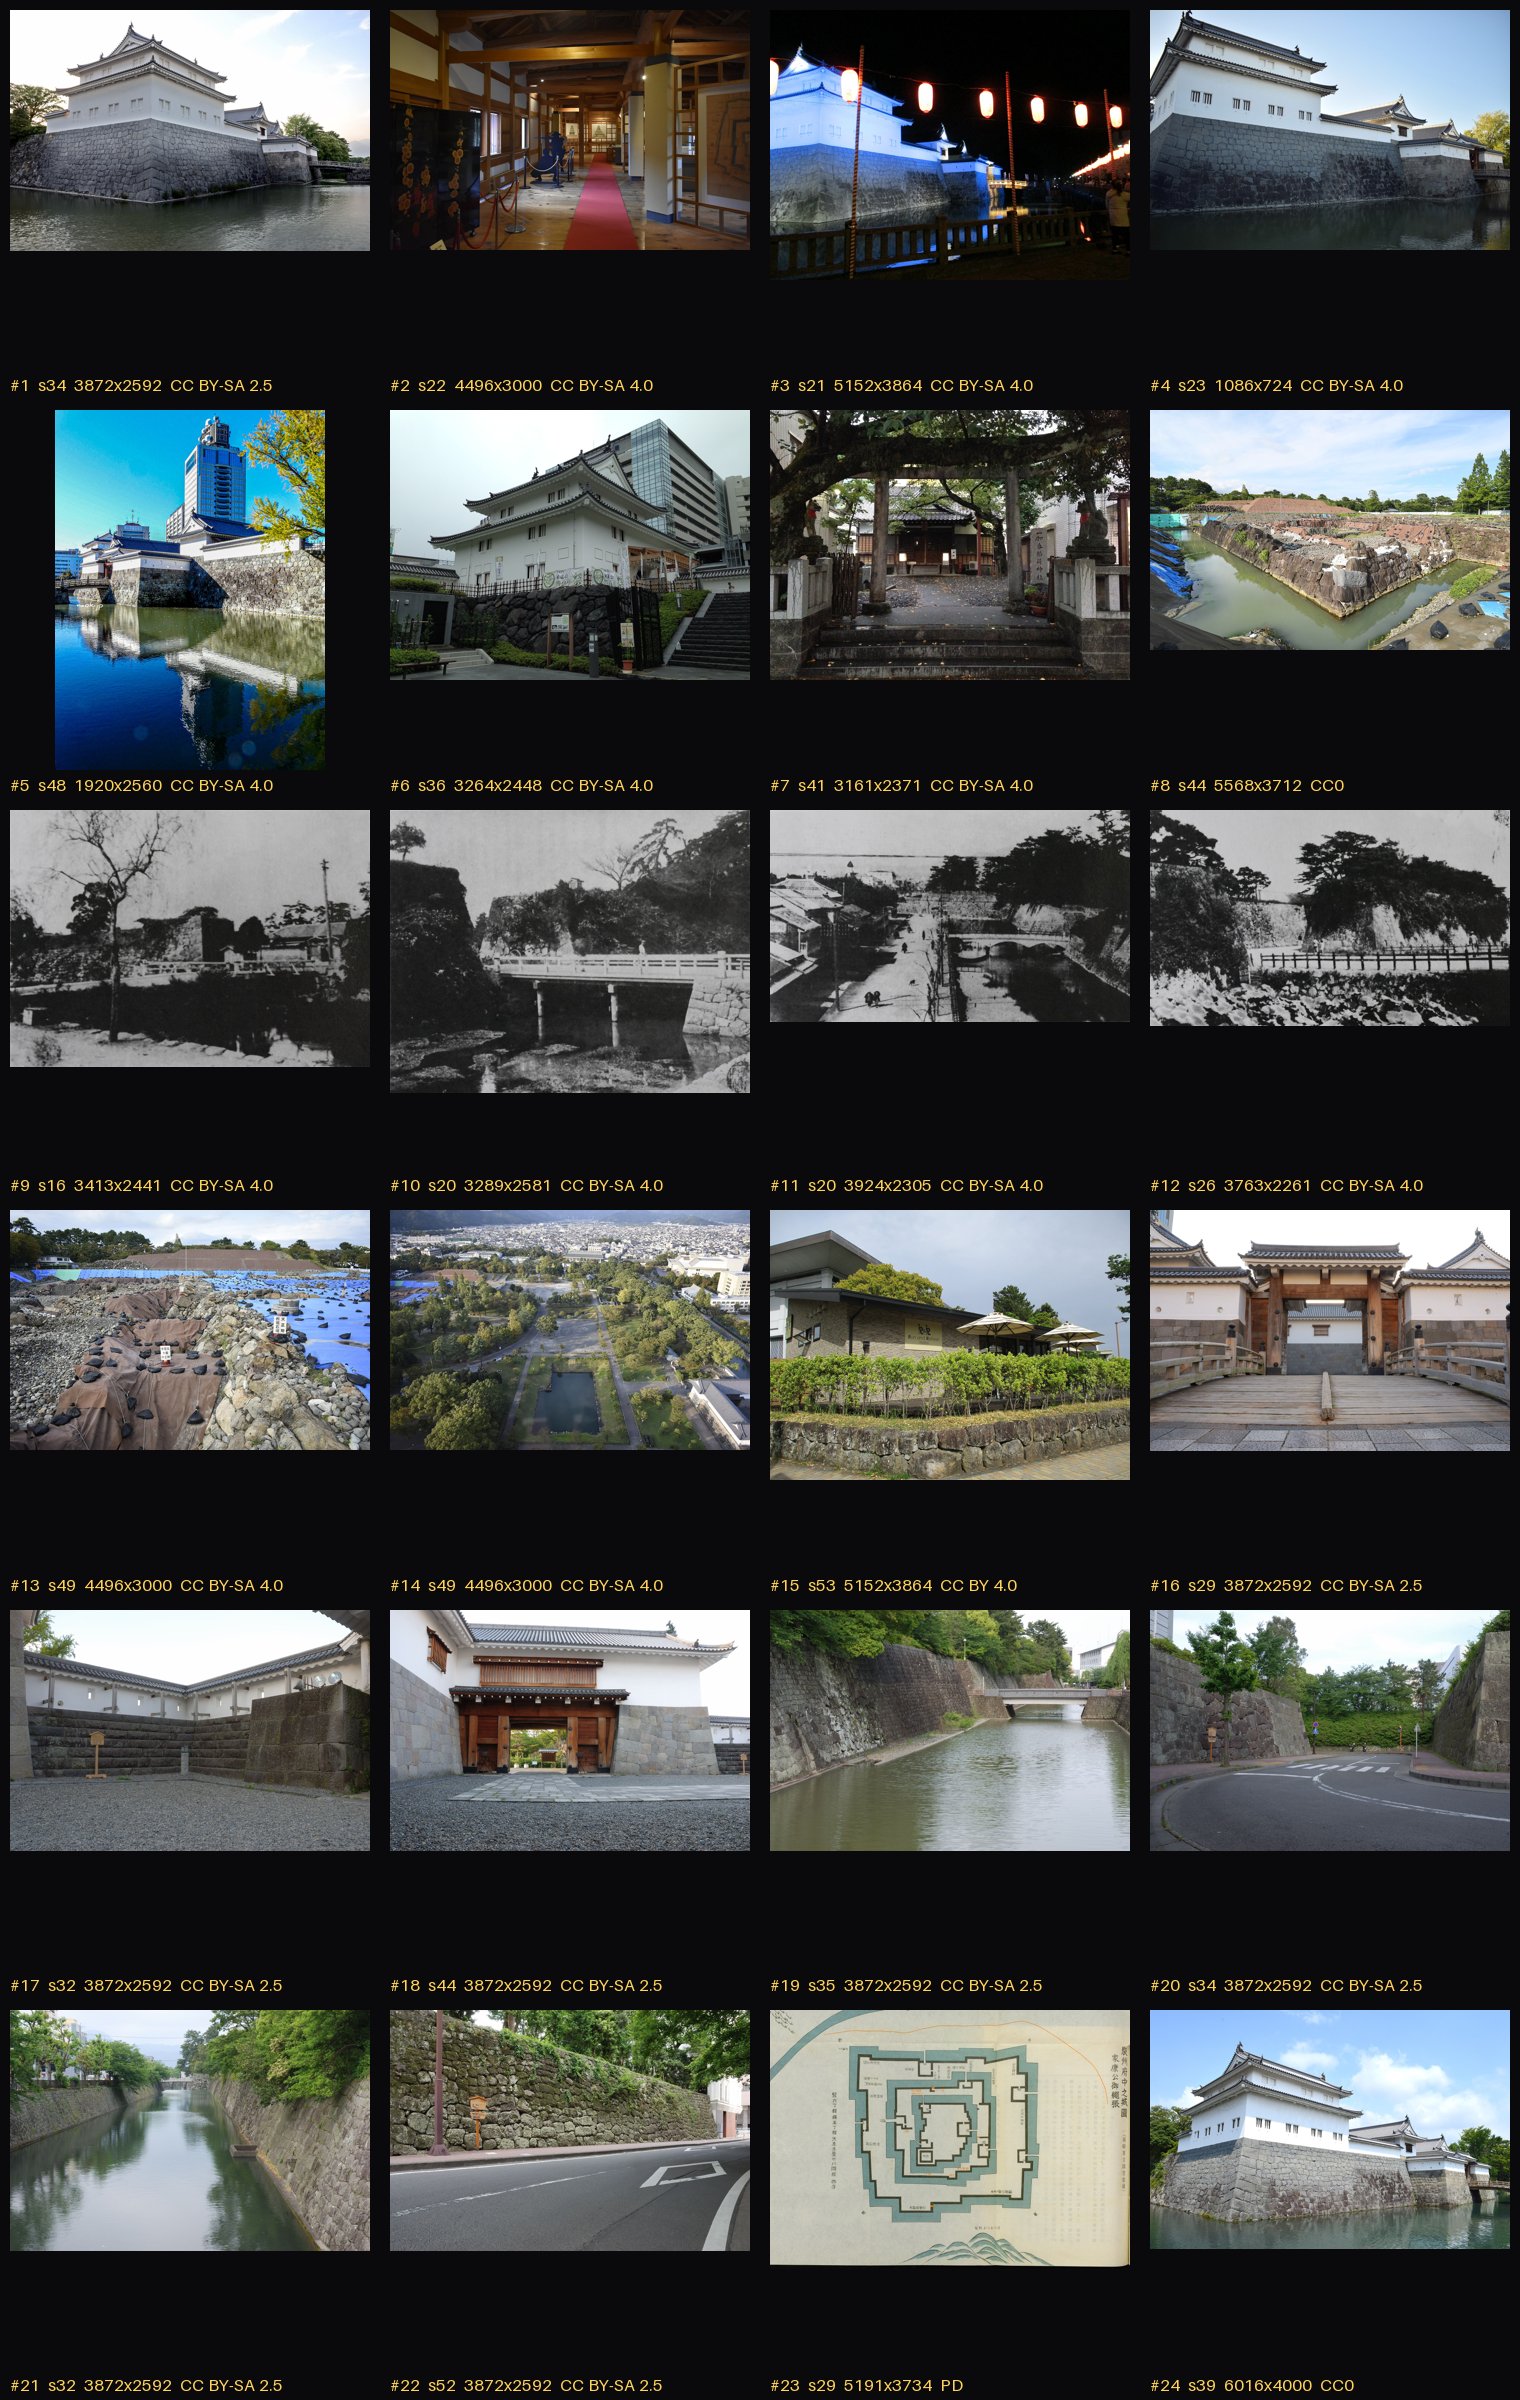 #1 s34 3872x2592 CC BY-SA 2.5
#2 s22 4496x3000 CC BY-SA 4.0
#3 s21 5152x3864 CC BY-SA 4.0
#4 s23 1086x724 CC BY-SA 4.0
#5 s48 1920x2560 CC BY-SA 4.0
#6 s36 3264x2448 CC BY-SA 4.0
#7 s41 3161x2371 CC BY-SA 4.0
#8 s44 5568x3712 CC0
#9 s16 3413x2441 CC BY-SA 4.0
#10 s20 3289x2581 CC BY-SA 4.0
#11 s20 3924x2305 CC BY-SA 4.0
#12 s26 3763x2261 CC BY-SA 4.0
#13 s49 4496x3000 CC BY-SA 4.0
#14 s49 4496x3000 CC BY-SA 4.0
#15 s53 5152x3864 CC BY 4.0
#16 s29 3872x2592 CC BY-SA 2.5
#17 s32 3872x2592 CC BY-SA 2.5
#18 s44 3872x2592 CC BY-SA 2.5
#19 s35 3872x2592 CC BY-SA 2.5
#20 s34 3872x2592 CC BY-SA 2.5
家康公御縄張
#21 s32 3872x2592 CC BY-SA 2.5
#22 s52 3872x2592 CC BY-SA 2.5
#23 s29 5191x3734 PD
#24 s39 6016x4000 CC0